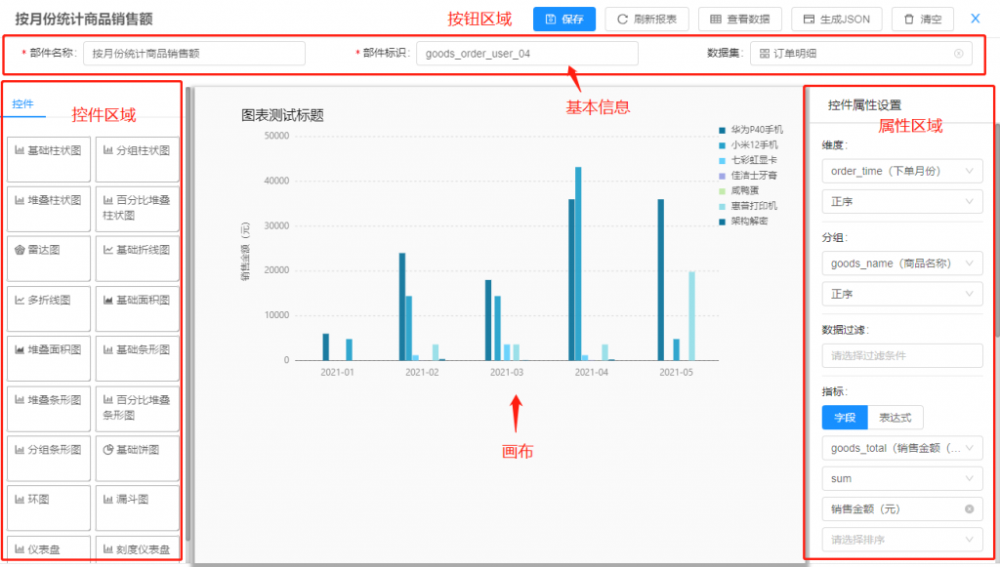 按月份统计商品销售额
按钮区域
保存
刷新报表
查看数据
生成JSON
清空
* 部件名称:
按月份统计商品销售额
* 部件标识:
goods_order_user_04
数据集:
订单明细
基本信息
控件
控件区域
基础柱状图
分组柱状图
堆叠柱状图
百分比堆叠
柱状图
雷达图
基础折线图
多折线图
基础面积图
堆叠面积图
基础条形图
堆叠条形图
百分比堆叠
条形图
分组条形图
基础饼图
环图
漏斗图
仪表盘
刻度仪表盘
图表测试标题
50000
40000
30000
20000
10000
0
销售金额（元）
2021-01
2021-02
2021-03
2021-04
2021-05
华为P40手机
小米12手机
七彩虹显卡
佳洁士牙膏
咸鸭蛋
惠普打印机
架构解密
画布
控件属性设置
属性区域
维度:
order_time（下单月份）
正序
分组:
goods_name（商品名称）
正序
数据过滤:
请选择过滤条件
指标:
字段
表达式
goods_total（销售金额（...
sum
销售金额（元）
请选择排序